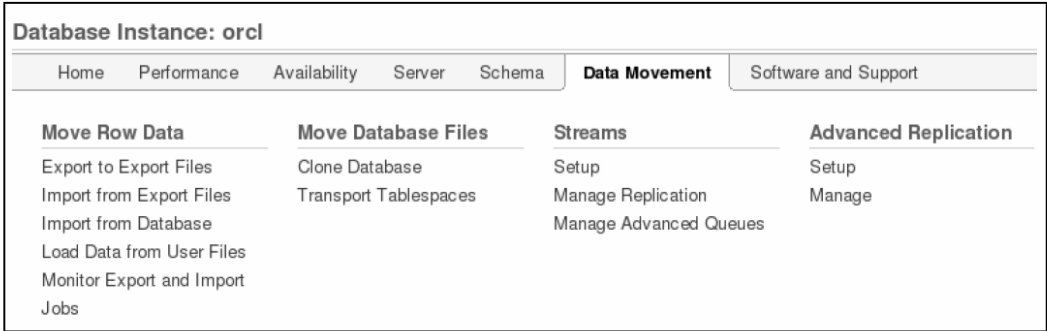 Database Instance: orcl
Home Performance Availability Server Schema Data Movement Software and Support
Move Row Data
Export to Export Files
Import from Export Files
Import from Database
Load Data from User Files
Monitor Export and Import
Jobs
Move Database Files
Clone Database
Transport Tablespaces
Streams
Setup
Manage Replication
Manage Advanced Queues
Advanced Replication
Setup
Manage